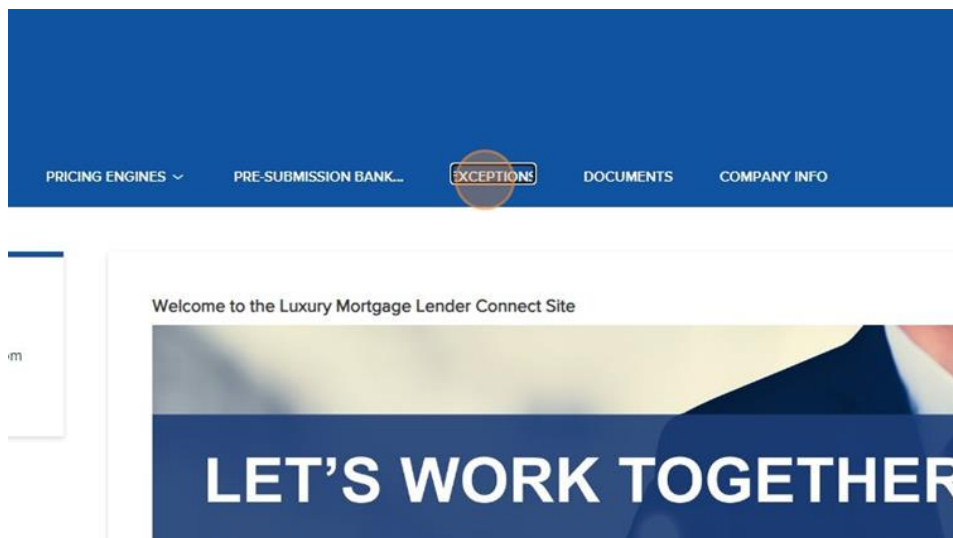 PRICING ENGINES PRE-SUBMISSION BANK... EXCEPTIONS DOCUMENTS COMPANY INFO
Welcome to the Luxury Mortgage Lender Connect Site
om
LET'S WORK TOGETHER